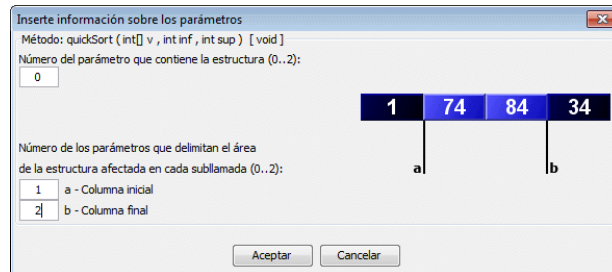 Inserte información sobre los parámetros
Método: quickSort ( int[] v , int inf , int sup ) [ void ]
Número del parámetro que contiene la estructura (0..2):
0
1 74 84 34
Número de los parámetros que delimitan el área
de la estructura afectada en cada subllamada (0..2):
a b
1 a - Columna inicial
2 b - Columna final
Aceptar Cancelar